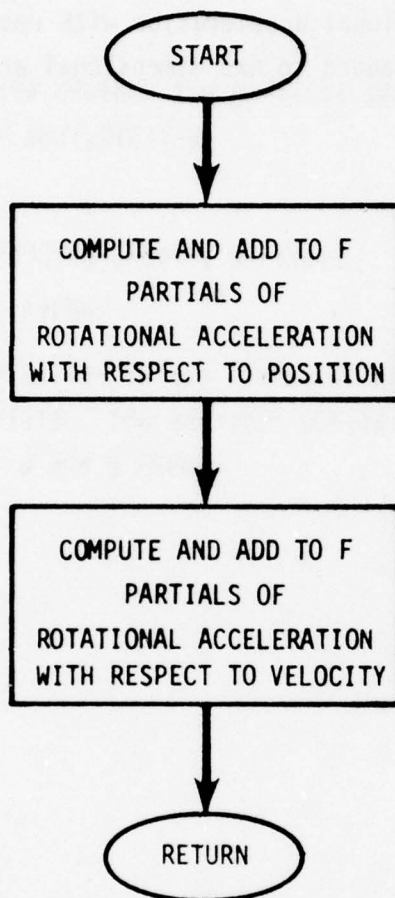 START
COMPUTE AND ADD TO F
PARTIALS OF
ROTATIONAL ACCELERATION
WITH RESPECT TO POSITION
COMPUTE AND ADD TO F
PARTIALS OF
ROTATIONAL ACCELERATION
WITH RESPECT TO VELOCITY
RETURN